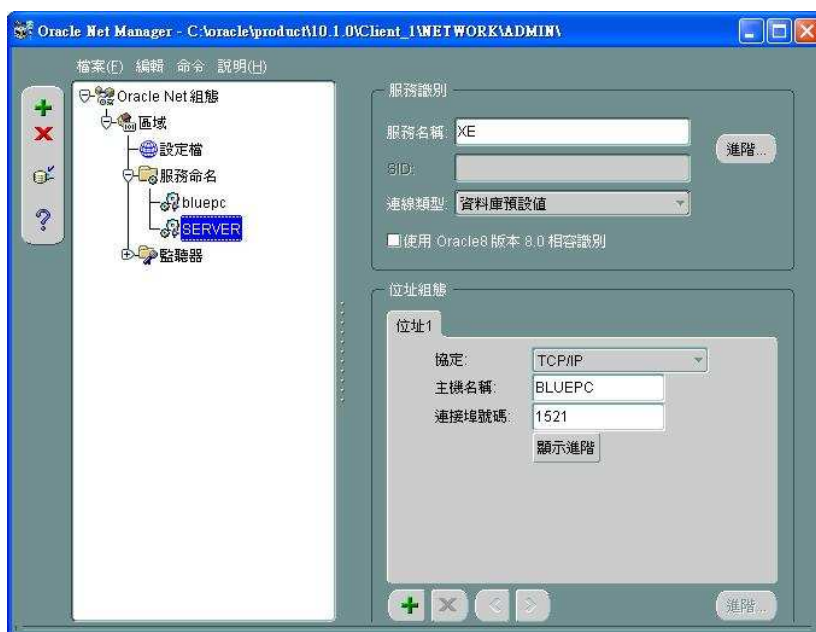 Oracle Net Manager - C:\oracle\product\10.1.0\Client_1\NETWORK\ADMIN\
檔案(F) 編輯 命令 說明(H)
Oracle Net 組態
區域
設定檔
服務命名
bluepc
SERVER
監聽器
服務識別
服務名稱: XE
進階...
SID:
連線類型: 資料庫預設值
使用 Oracle8 版本 8.0 相容識別
位址組態
位址1
協定: TCP/IP
主機名稱: BLUEPC
連接埠號碼: 1521
顯示進階
進階...